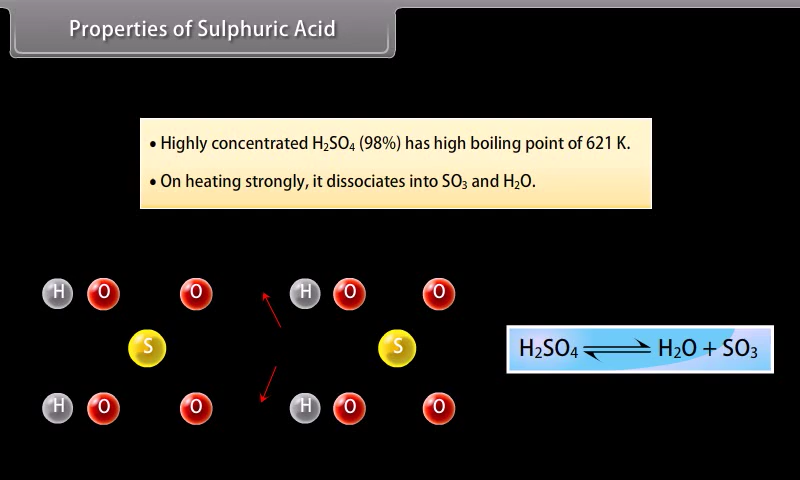 Properties of Sulphuric Acid
• Highly concentrated H₂SO₄ (98%) has high boiling point of 621 K.
• On heating strongly, it dissociates into SO₃ and H₂O.
H O O H O O
S S
H₂SO₄ ⇌ H₂O + SO₃
H O O H O O